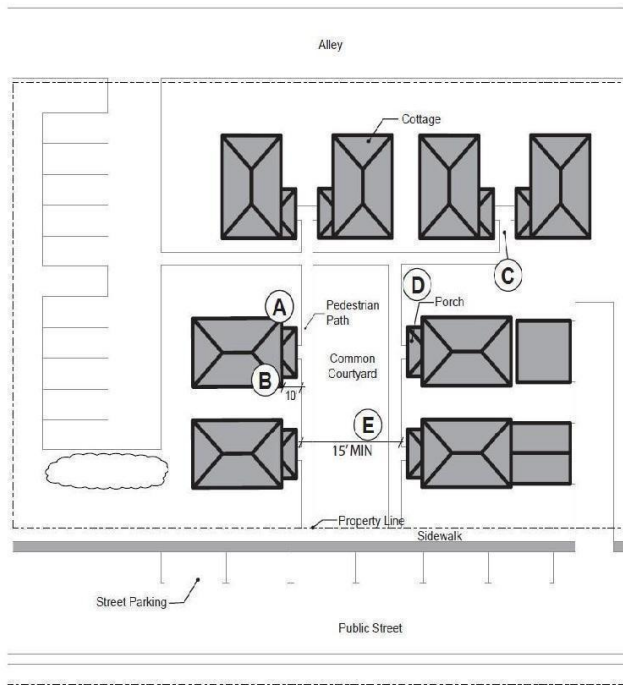 Alley
Cottage
C
D
A
Porch
Pedestrian
Path
Common
Courtyard
B
10'
E
15' MIN
Property Line
Sidewalk
Street Parking
Public Street